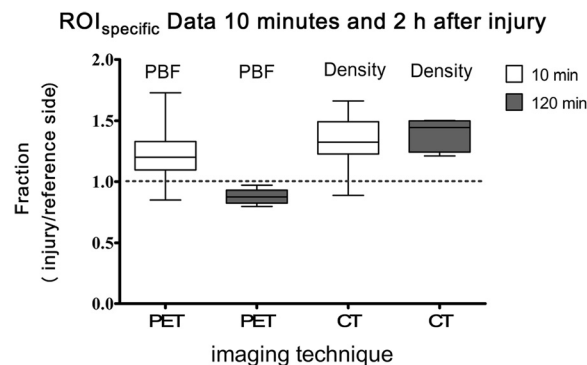 ROIspecific Data 10 minutes and 2 h after injury
PBF PBF Density Density
10 min
120 min
2.0
1.5
1.0
0.5
0.0
Fraction
( injury/reference side)
PET PET CT CT
imaging technique